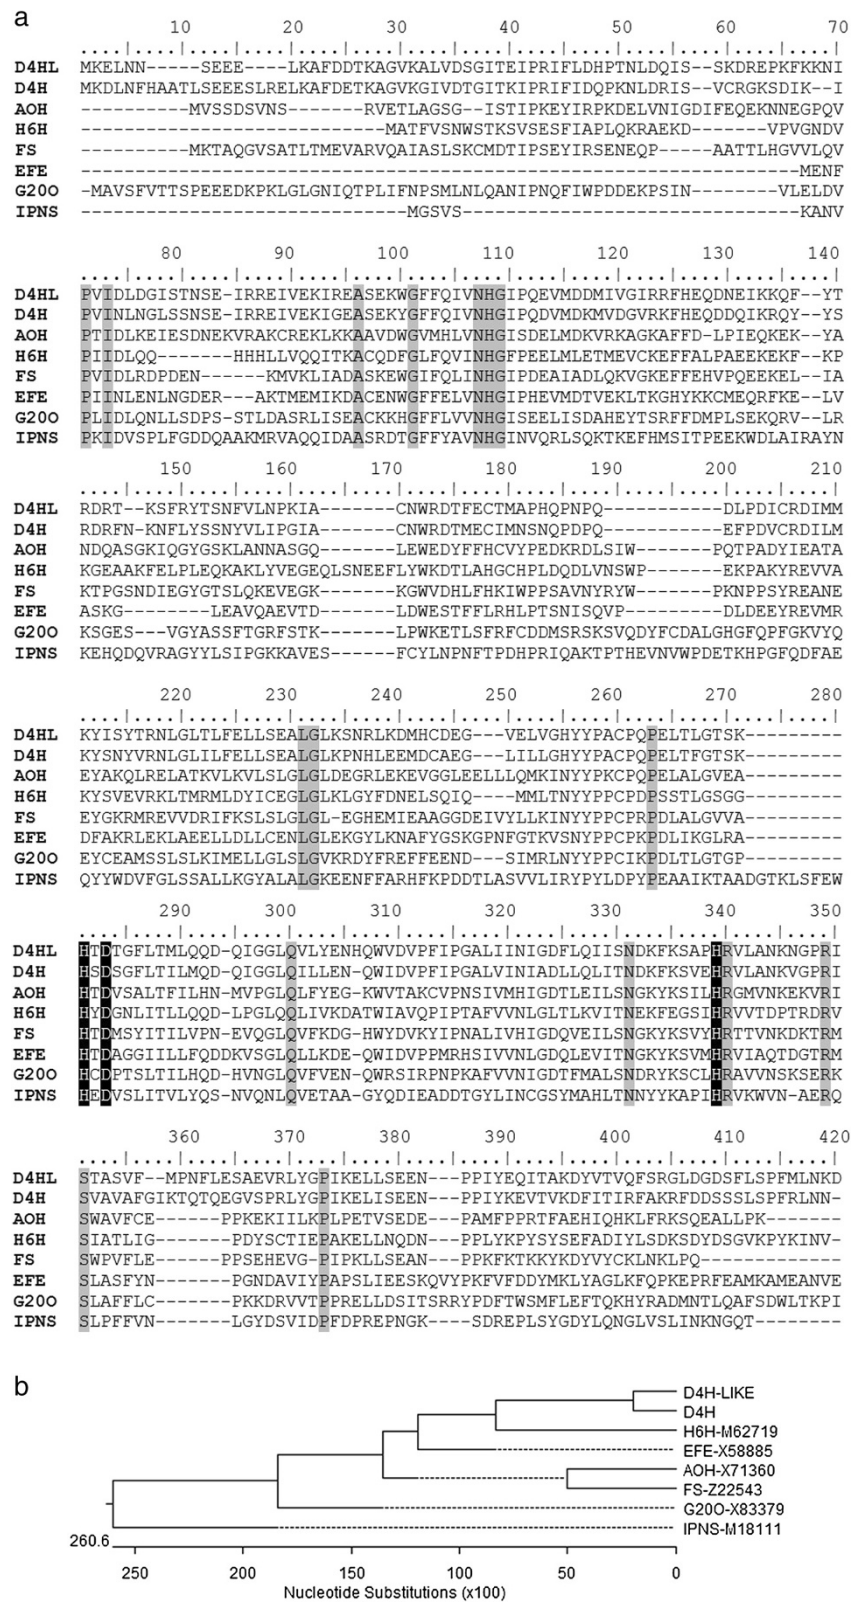 a
10 20 30 40 50 60 70
D4HL MKELNN-----SEEE----LKAFDDTKAGVKALVDSGITEIPRIFLDHPTNLDQIS--SKDREPKFKKNI
D4H MKDLNFHAATLSEEESLRELKAFDETKAGVKGIVDTGITKIPRIFIDQPKNLDRIS--VCRGKSDIK--I
AOH ----------MVSSDSVNS-------RVETLAGSG--ISTIPKEYIRPKDELVNIGDIFEQEKNNEGPQV
H6H ----------------------------MATFVSNWSTKSVSESFIAPLQKRAEKD-------VPVGNDV
FS ----------MKTAQGVSATLTMEVARVQAIASLSKCMDTIPSEYIRSENEQP----AATTLHGVVLQV
EFE ------------------------------------------------------------------MENF
G20O -MAVSFVTTSPEEEDKPKLGLGNIQTPLIFNPSMLNLQANIPNQFIWPDDEKPSIN--------VLELDV
IPNS ------------------------------MGSVS-------------------------------KANV
80 90 100 110 120 130 140
D4HL PVIDLDGISTNSE-IRREIVEKIREASEKWGFFQIVNHGIPQEVMDDMIVGIRRFHEQDNEIKKQF--YT
D4H PVINLNGLSSNSE-IRREIVEKIGEASEKYGFFQIVNHGIPQDVMDKMVDGVRKFHEQDDQIKRQY--YS
AOH PTIDLKEIESDNEKVRAKCREKLKKAAVDWGVMHLVNHGISDELMDKVRKAGKAFFD-LPIEQKEK--YA
H6H PIIDLQQ-------HHHLLVQQITKACQDFGLFQVINHGFPEELMLETMEVCKEFFALPAEEKEKF--KP
FS PVIDLRDPDEN------KMVKLIADASKEWGIFQLINHGIPDEAIADLQKVGKEFFEHVPQEEKEL--IA
EFE PIINLENLNGDER---AKTMEMIKDACENWGFFELVNHGIPHEVMDTVEKLTKGHYKKCMEQRFKE--LV
G20O PLIDLQNLLSDPS-STLDASRLISEACKKHGFFLVVNHGISEELISDAHEYTSRFFDMPLSEKQRV--LR
IPNS PKIDVSPLFGDDQAAKMRVAQQIDAASRDTGFFYAVNHGINVQRLSQKTKEFHMSITPEEKWDLAIRAYN
150 160 170 180 190 200 210
D4HL RDRT--KSFRYTSNFVLNPKIA-------CNWRDTFECTMAPHQPNPQ-----------DLPDICRDIMM
D4H RDRFN-KNFLYSSNYVLIPGIA-------CNWRDTMECIMNSNQPDPQ-----------EFPDVCRDILM
AOH NDQASGKIQGYGSKLANNASGQ-------LEWEDYFFHCVYPEDKRDLSIW-------PQTPADYIEATA
H6H KGEAAKFELPLEQKAKLYVEGEQLSNEEFLYWKDTLAHGCHPLDQDLVNSWP-------EKPAKYREVVA
FS KTPGSNDIEGYGTSLQKEVEGK-------KGWVDHLFHKIWPPSAVNYRYW-------PKNPPSYREANE
EFE ASKG--------LEAVQAEVTD-------LDWESTFFLRHLPTSNISQVP---------DLDEEYREVMR
G20O KSGES---VGYASSFTGRFSTK-------LPWKETLSFRFCDDMSRSKSVQDYFCDALGHGFQPFGKVYQ
IPNS KEHQDQVRAGYYLSIPGKKAVES------FCYLNPNFTPDHPRIQAKTPTHEVNVWPDETKHPGFQDFAE
220 230 240 250 260 270 280
D4HL KYISYTRNLGLTLFELLSEALGLKSNRLKDMHCDEG---VELVGHYYPACPQPELTLGTSK---------
D4H KYSNYVRNLGLILFELLSEALGLKPNHLEEMDCAEG---LILLGHYYPACPQPELTFGTSK---------
AOH EYAKQLRELATKVLKVLSLGLGLDEGRLEKEVGGLEELLLQMKINYYPKCPQPELALGVEA---------
H6H KYSVEVRKLTMRMLDYICEGLGLKLGYFDNELSQIQ---MMLTNYYPPCPDPSSTLGSGG---------
FS EYGKRMREVVDRIFKSLSLGLGL-EGHEMIEAAGGDEIVYLLKINYYPPCPRPDLALGVVA---------
EFE DFAKRLEKLAEELLDLLCENLGLEKGYLKNAFYGSKGPNFGTKVSNYPPCPKPDLIKGLRA---------
G20O EYCEAMSSLSLKIMELLGLSLGVKRDYFREFFEEND---SIMRLNYYPPCIKPDLTLGTGP---------
IPNS QYYWDVFGLSSALLKGYALALGKEENFFARHFKPDDTLASVVLIRYPYLDPYPEAAIKTAADGTKLSFEW
290 300 310 320 330 340 350
D4HL HTDTGFLTMLQQD-QIGGLQVLYENHQWVDVPFIPGALIINIGDFLQIISNDKFKSAPHRVLANKNGPRI
D4H HSDSGFLTILMQD-QIGGLQILLEN-QWIDVPFIPGALVINIADLLQLITNDKFKSVEHRVLANKVGPRI
AOH HTDVSALTFILHN-MVPGLQLFYEG-KWVTAKCVPNSIVMHIGDTLEILSNGKYKSILHRGMVNKEKVRI
H6H HYDGNLITLLQQD-LPGLQQLIVKDATWIAVQPIPTAFVVNLGLTLKVITNEKFEGSIHRVVTDPTRDRV
FS HTDMSYITILVPN-EVQGLQVFKDG-HWYDVKYIPNALIVHIGDQVEILSNGKYKSVYHRTTVNKDKTRM
EFE HTDAGGIILLFQDDKVSGLQLLKDE-QWIDVPPMRHSIVVNLGDQLEVITNGKYKSVMHRVIAQTDGTRM
G20O HCDPTSLTILHQD-HVNGLQVFVEN-QWRSIRPNPKAFVVNIGDTFMALSNDRYKSCLHRAVVNSKSERK
IPNS HEDVSLITVLYQS-NVQNLQVETAA-GYQDIEADDTGYLINCGSYMAHLTNNYYKAPIHRVKWVN-AERQ
360 370 380 390 400 410 420
D4HL STASVF--MPNFLESAEVRLYGPIKELLSEEN---PPIYEQITAKDYVTVQFSRGLDGDSFLSPFMLNKD
D4H SVAVAFGIKTQTQEGVSPRLYGPIKELISEEN---PPIYKEVTVKDFITIRFAKRFDDSSSLSPFRLNN-
AOH SWAVFCE------PPKEKIILKPLPETVSEDE---PAMFPPRTFAEHIQHKLFRKSQEALLPK-------
H6H SIATLIG------PDYSCTIEPAKELLNQDN---PPLYKPYSYSEFADIYLSDKSDYDSGVKPYKINV-
FS SWPVFLE------PPSEHEVG-PIPKLLSEAN---PPKFKTKKYKDYVYCKLNKLPQ-------------
EFE SLASFYN------PGNDAVIYPAPSLIEESKQVYPKFVFDDYMKLYAGLKFQPKEPRFEAMKAMEANVE
G20O SLAFFLC------PKKDRVVTPPRELLDSITSRRYPDFTWSMFLEFTQKHYRADMNTLQAFSDWLTKPI
IPNS SLPFFVN-------LGYDSVIDPFDPREPNGK----SDREPLSYGDYLQNGLVSLINKNGQT--------
b
D4H-LIKE
D4H
H6H-M62719
EFE-X58885
AOH-X71360
FS-Z22543
G20O-X83379
IPNS-M18111
260.6
250 200 150 100 50 0
Nucleotide Substitutions (x100)